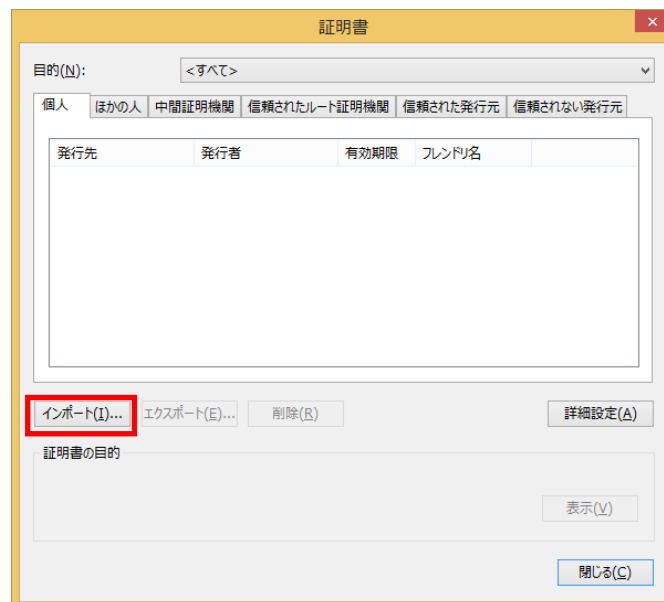 証明書
目的(N): <すべて>
個人 ほかの人 中間証明機関 信頼されたルート証明機関 信頼された発行元 信頼されない発行元
発行先 発行者 有効期限 フレンドリ名
インポート(I)... エクスポート(E)... 削除(R) 詳細設定(A)
証明書の目的
表示(V)
閉じる(C)